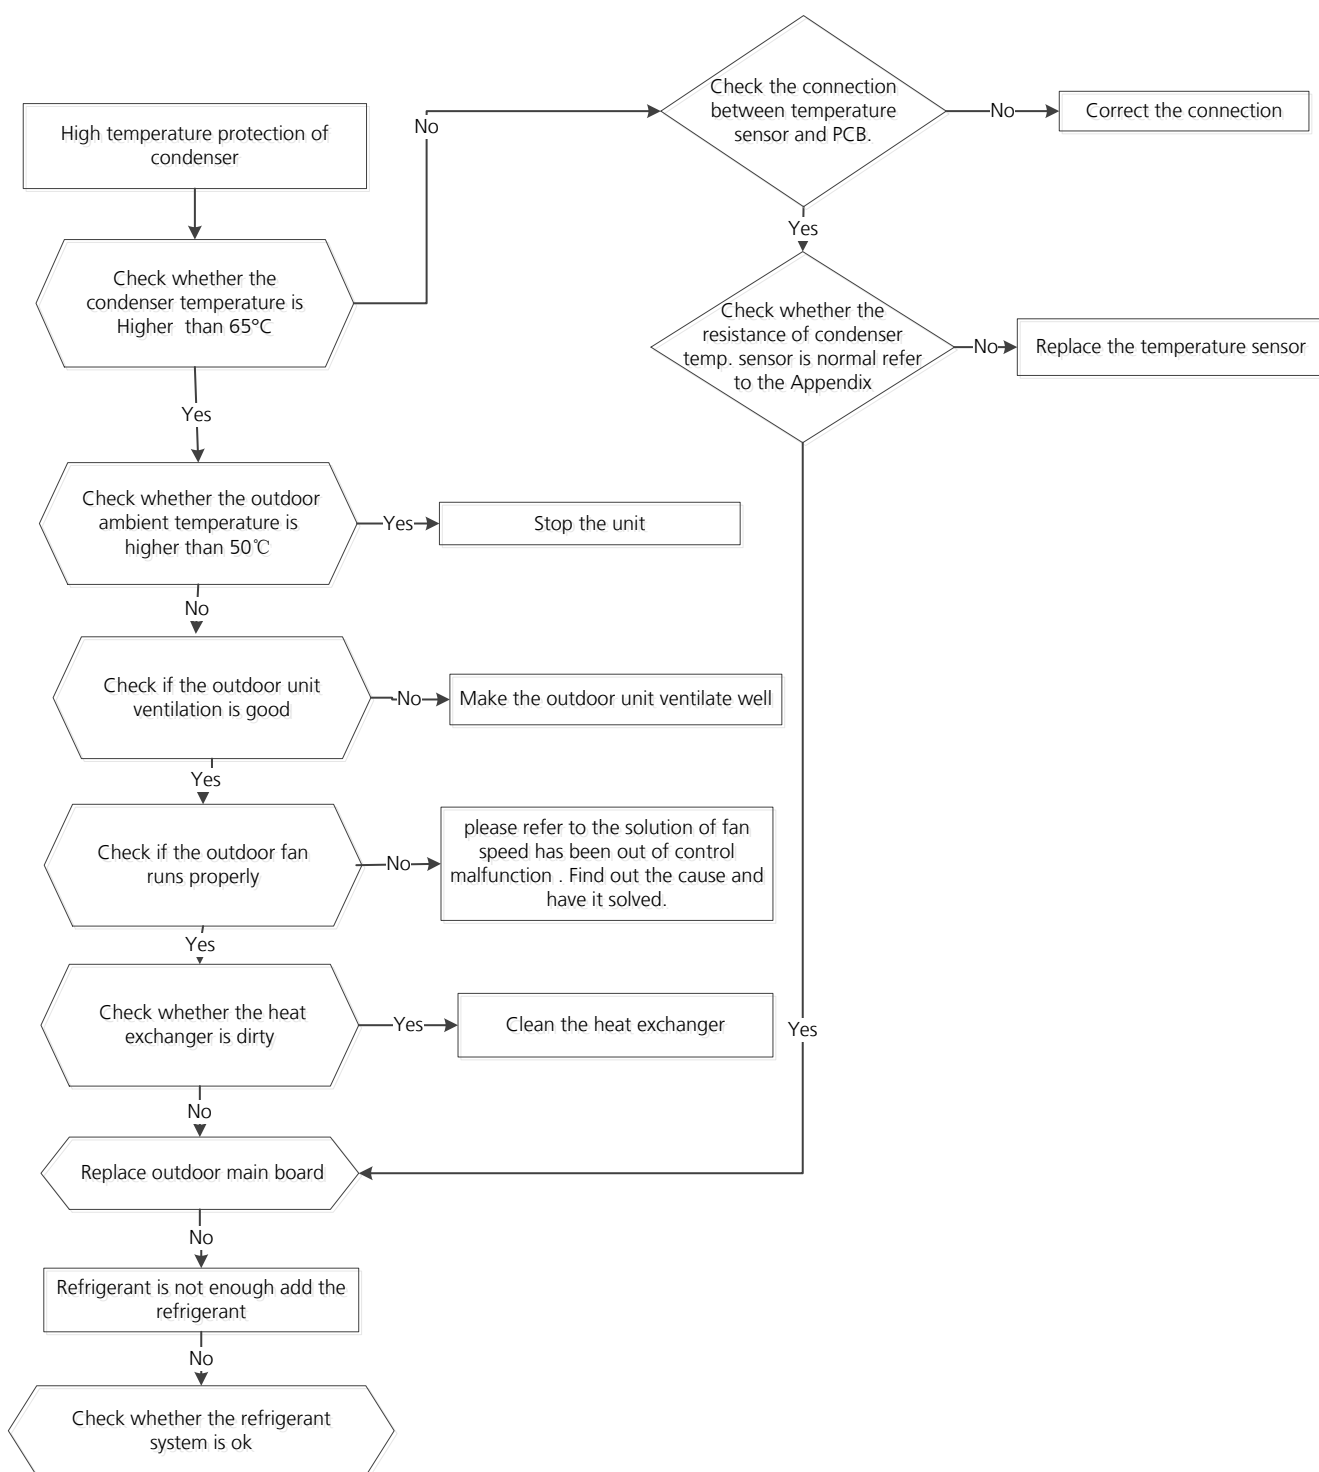 High temperature protection of
condenser
Check whether the
condenser temperature is
Higher than 65°C
No
Check the connection
between temperature
sensor and PCB.
No
Correct the connection
Yes
Check whether the
resistance of condenser
temp. sensor is normal refer
to the Appendix
No
Replace the temperature sensor
Yes
Yes
Check whether the outdoor
ambient temperature is
higher than 50℃
Yes
Stop the unit
No
Check if the outdoor unit
ventilation is good
No
Make the outdoor unit ventilate well
Yes
Check if the outdoor fan
runs properly
No
please refer to the solution of fan
speed has been out of control
malfunction . Find out the cause and
have it solved.
Yes
Check whether the heat
exchanger is dirty
Yes
Clean the heat exchanger
No
Replace outdoor main board
No
Refrigerant is not enough add the
refrigerant
No
Check whether the refrigerant
system is ok